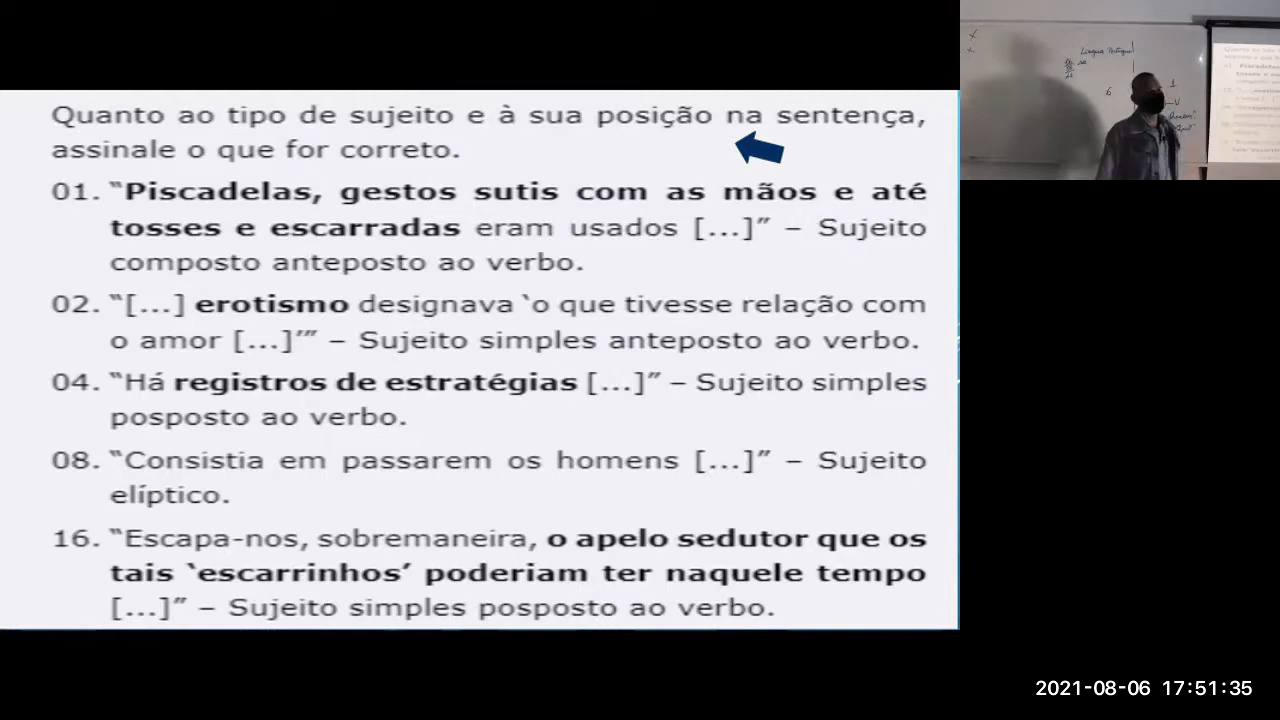 Quanto ao tipo de sujeito e à sua posição na sentença,
assinale o que for correto.
01. “Piscadelas, gestos sutis com as mãos e até
tosses e escarradas eram usados [...]” – Sujeito
composto anteposto ao verbo.
02. “[...] erotismo designava ‘o que tivesse relação com
o amor [...]’” – Sujeito simples anteposto ao verbo.
04. “Há registros de estratégias [...]” – Sujeito simples
posposto ao verbo.
08. “Consistia em passarem os homens [...]” – Sujeito
elíptico.
16. “Escapa-nos, sobremaneira, o apelo sedutor que os
tais ‘escarrinhos’ poderiam ter naquele tempo
[...]” – Sujeito simples posposto ao verbo.
Língua Portugues
6
1
2021-08-06 17:51:35